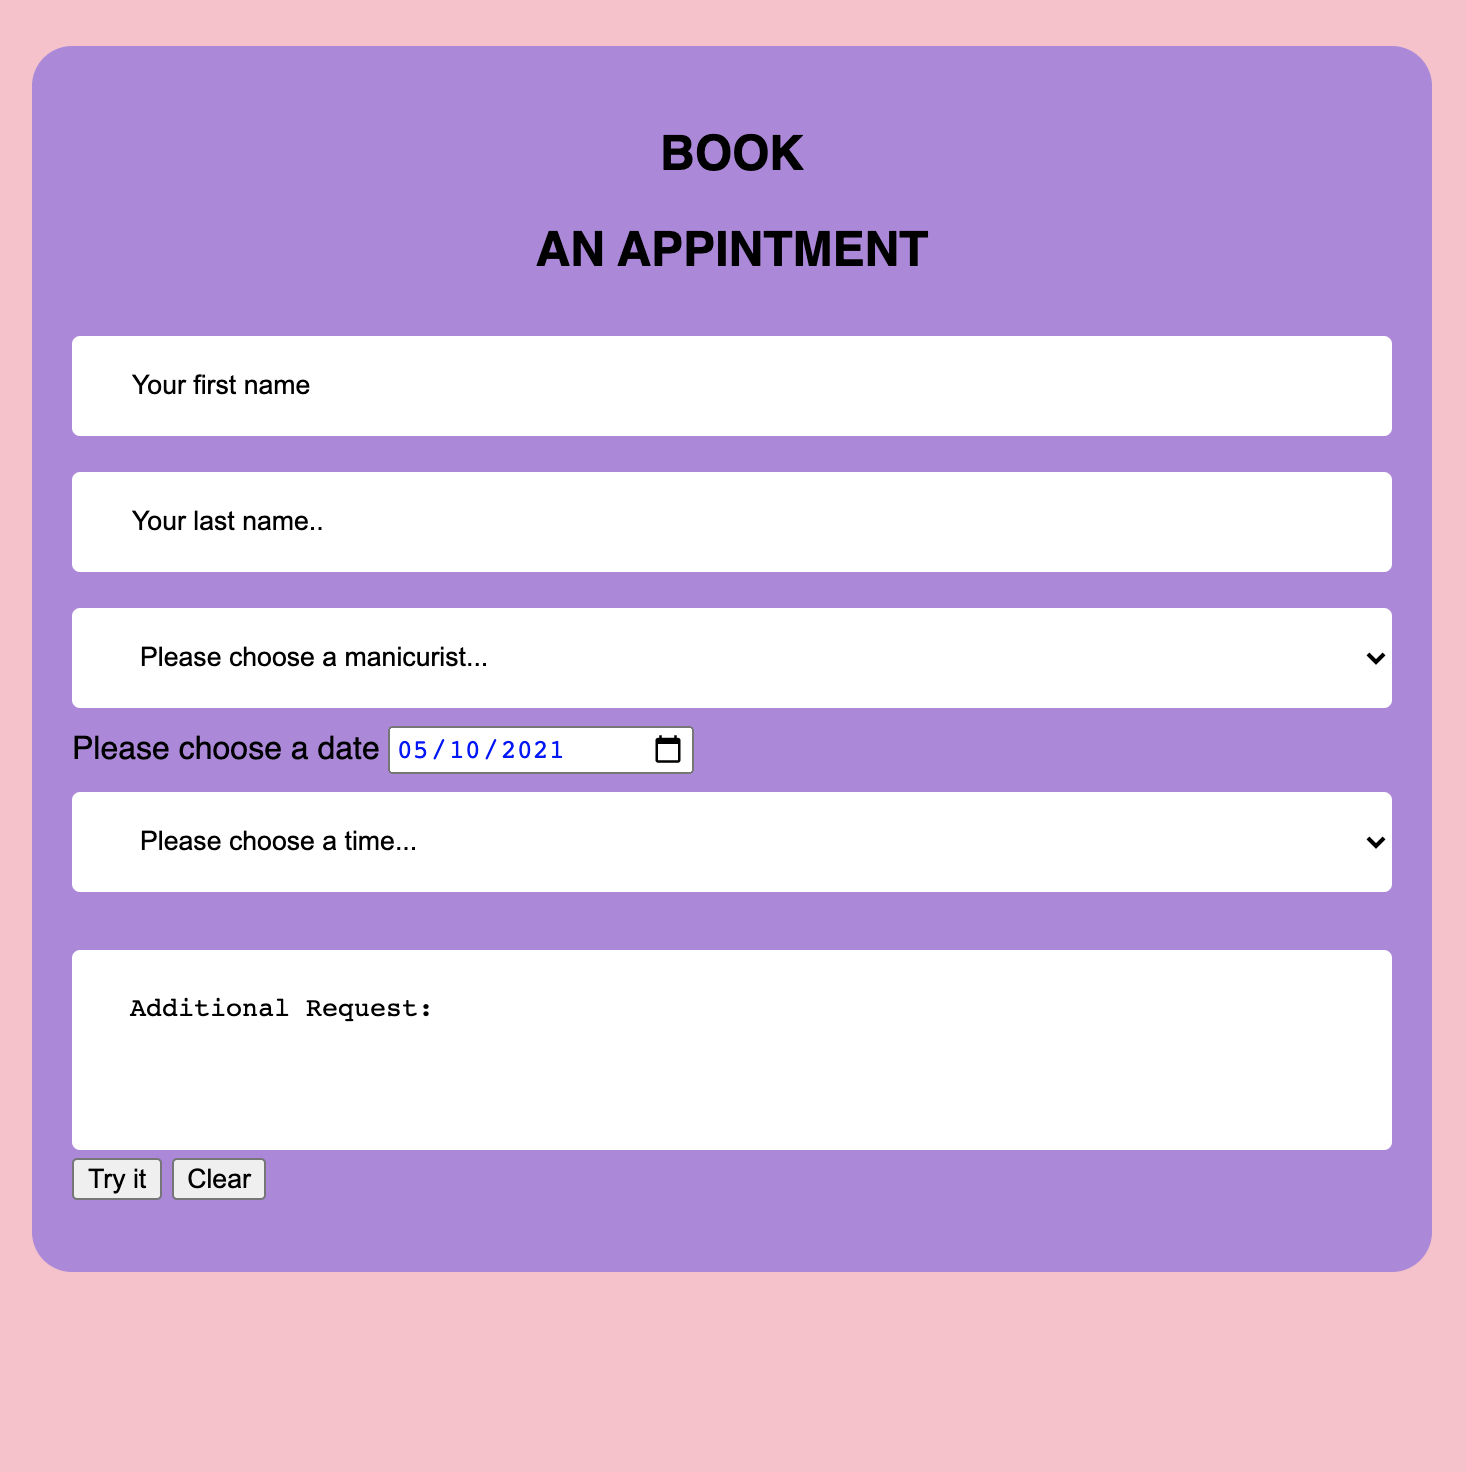 BOOK
AN APPINTMENT
Your first name
Your last name..
Please choose a manicurist...
Please choose a date 05/10/2021
Please choose a time...
Additional Request:
Try it Clear